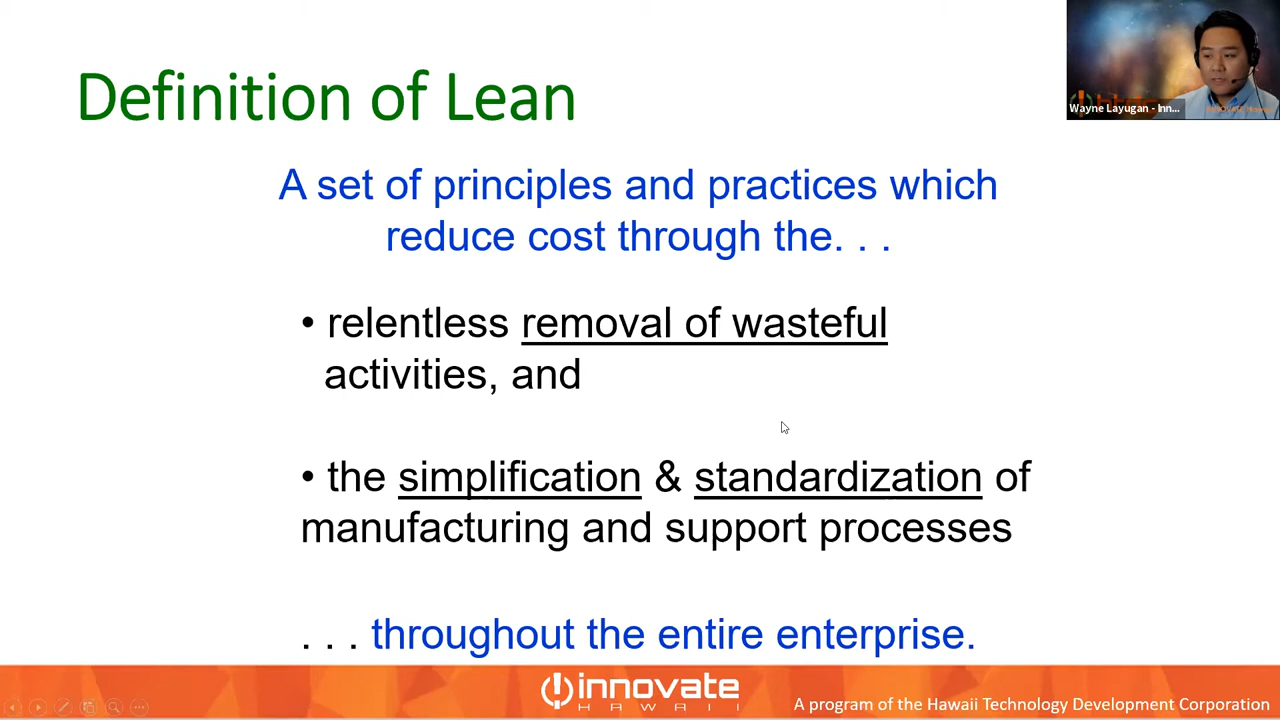 Definition of Lean
Wayne Layugan - Inn...
A set of principles and practices which
reduce cost through the. . .
• relentless removal of wasteful
activities, and
• the simplification & standardization of
manufacturing and support processes
. . . throughout the entire enterprise.
innovate
HAWAII
A program of the Hawaii Technology Development Corporation